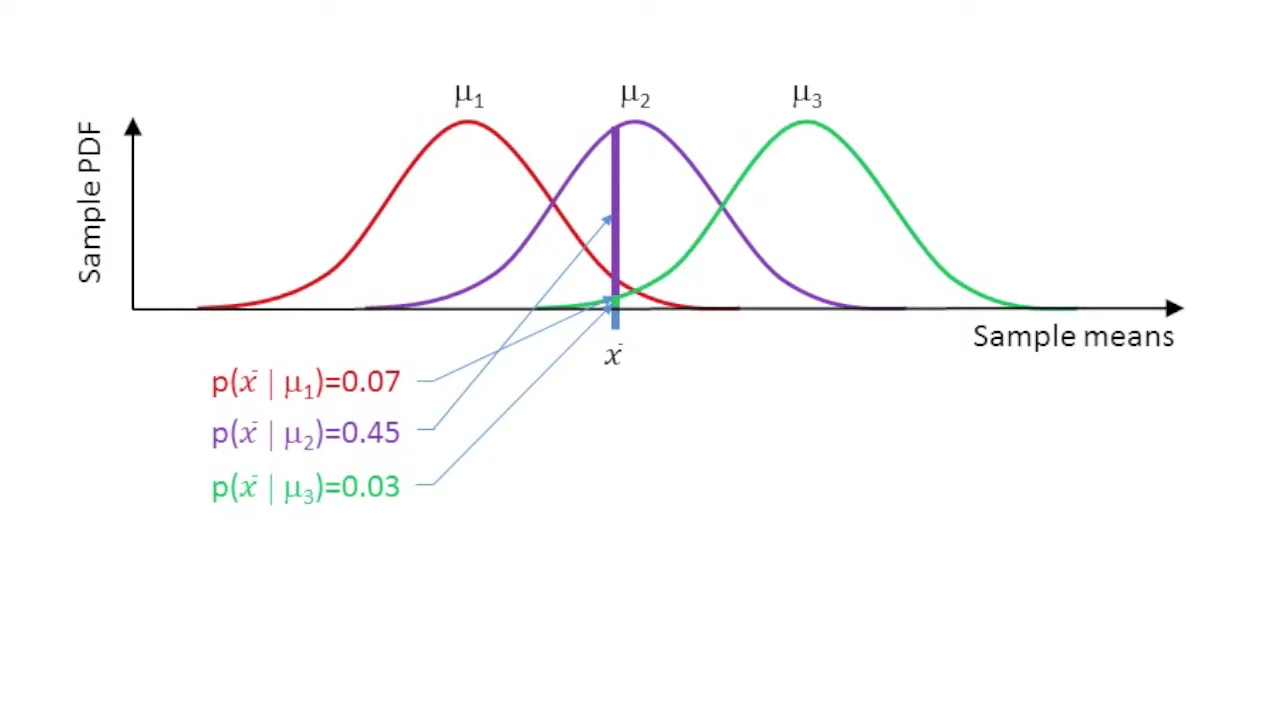 μ₁
μ₂
μ₃
Sample PDF
Sample means
x̄
p(x̄ | μ₁)=0.07
p(x̄ | μ₂)=0.45
p(x̄ | μ₃)=0.03